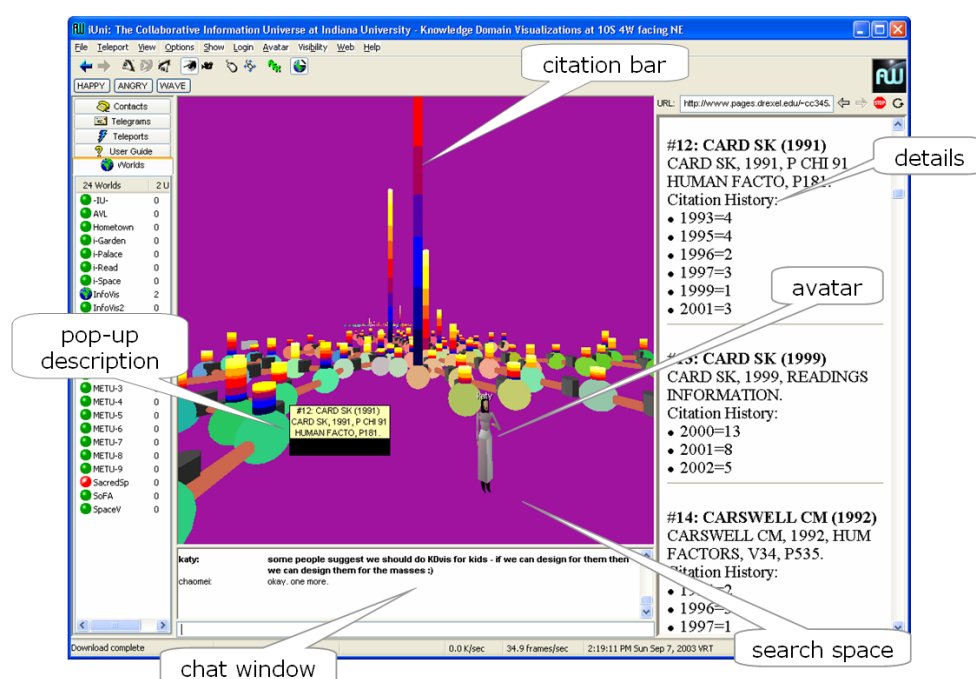 iUni: The Collaborative Information Universe at Indiana University - Knowledge Domain Visualizations at 10S 4W facing NE
File Teleport View Options Show Login Avatar Visibility Web Help
HAPPY ANGRY WAVE
citation bar
URL: http://www.pages.drexel.edu/~cc345.
Contacts
Telegrams
Teleports
User Guide
Worlds
24 Worlds 2 U
-IU- 0
AVL 0
Hometown 0
i-Garden 0
i-Palace 0
i-Read 0
i-Space 0
InfoVis 2
InfoVis2 0
pop-up
description
METU-3 0
METU-4 0
METU-5 0
METU-6 0
METU-7 0
METU-8 0
METU-9 0
SacredSp 0
SoFA 0
SpaceV 0
#12: CARD SK (1991)
CARD SK, 1991, P CHI 91
HUMAN FACTO, P181.
katy: some people suggest we should do KDvis for kids - if we can design for them then
we can design them for the masses :)
chaomei: okay. one more.
#12: CARD SK (1991)
CARD SK, 1991, P CHI 91
HUMAN FACTO, P181.
Citation History:
• 1993=4
• 1995=4
• 1996=2
• 1997=3
• 1999=1
• 2001=3
details
avatar
CARD SK (1999)
CARD SK, 1999, READINGS
INFORMATION.
Citation History:
• 2000=13
• 2001=8
• 2002=5
#14: CARSWELL CM (1992)
CARSWELL CM, 1992, HUM
FACTORS, V34, P535.
Citation History:
• 1997=1
search space
chat window
Download complete 0.0 K/sec 34.9 frames/sec 2:19:11 PM Sun Sep 7, 2003 VRT